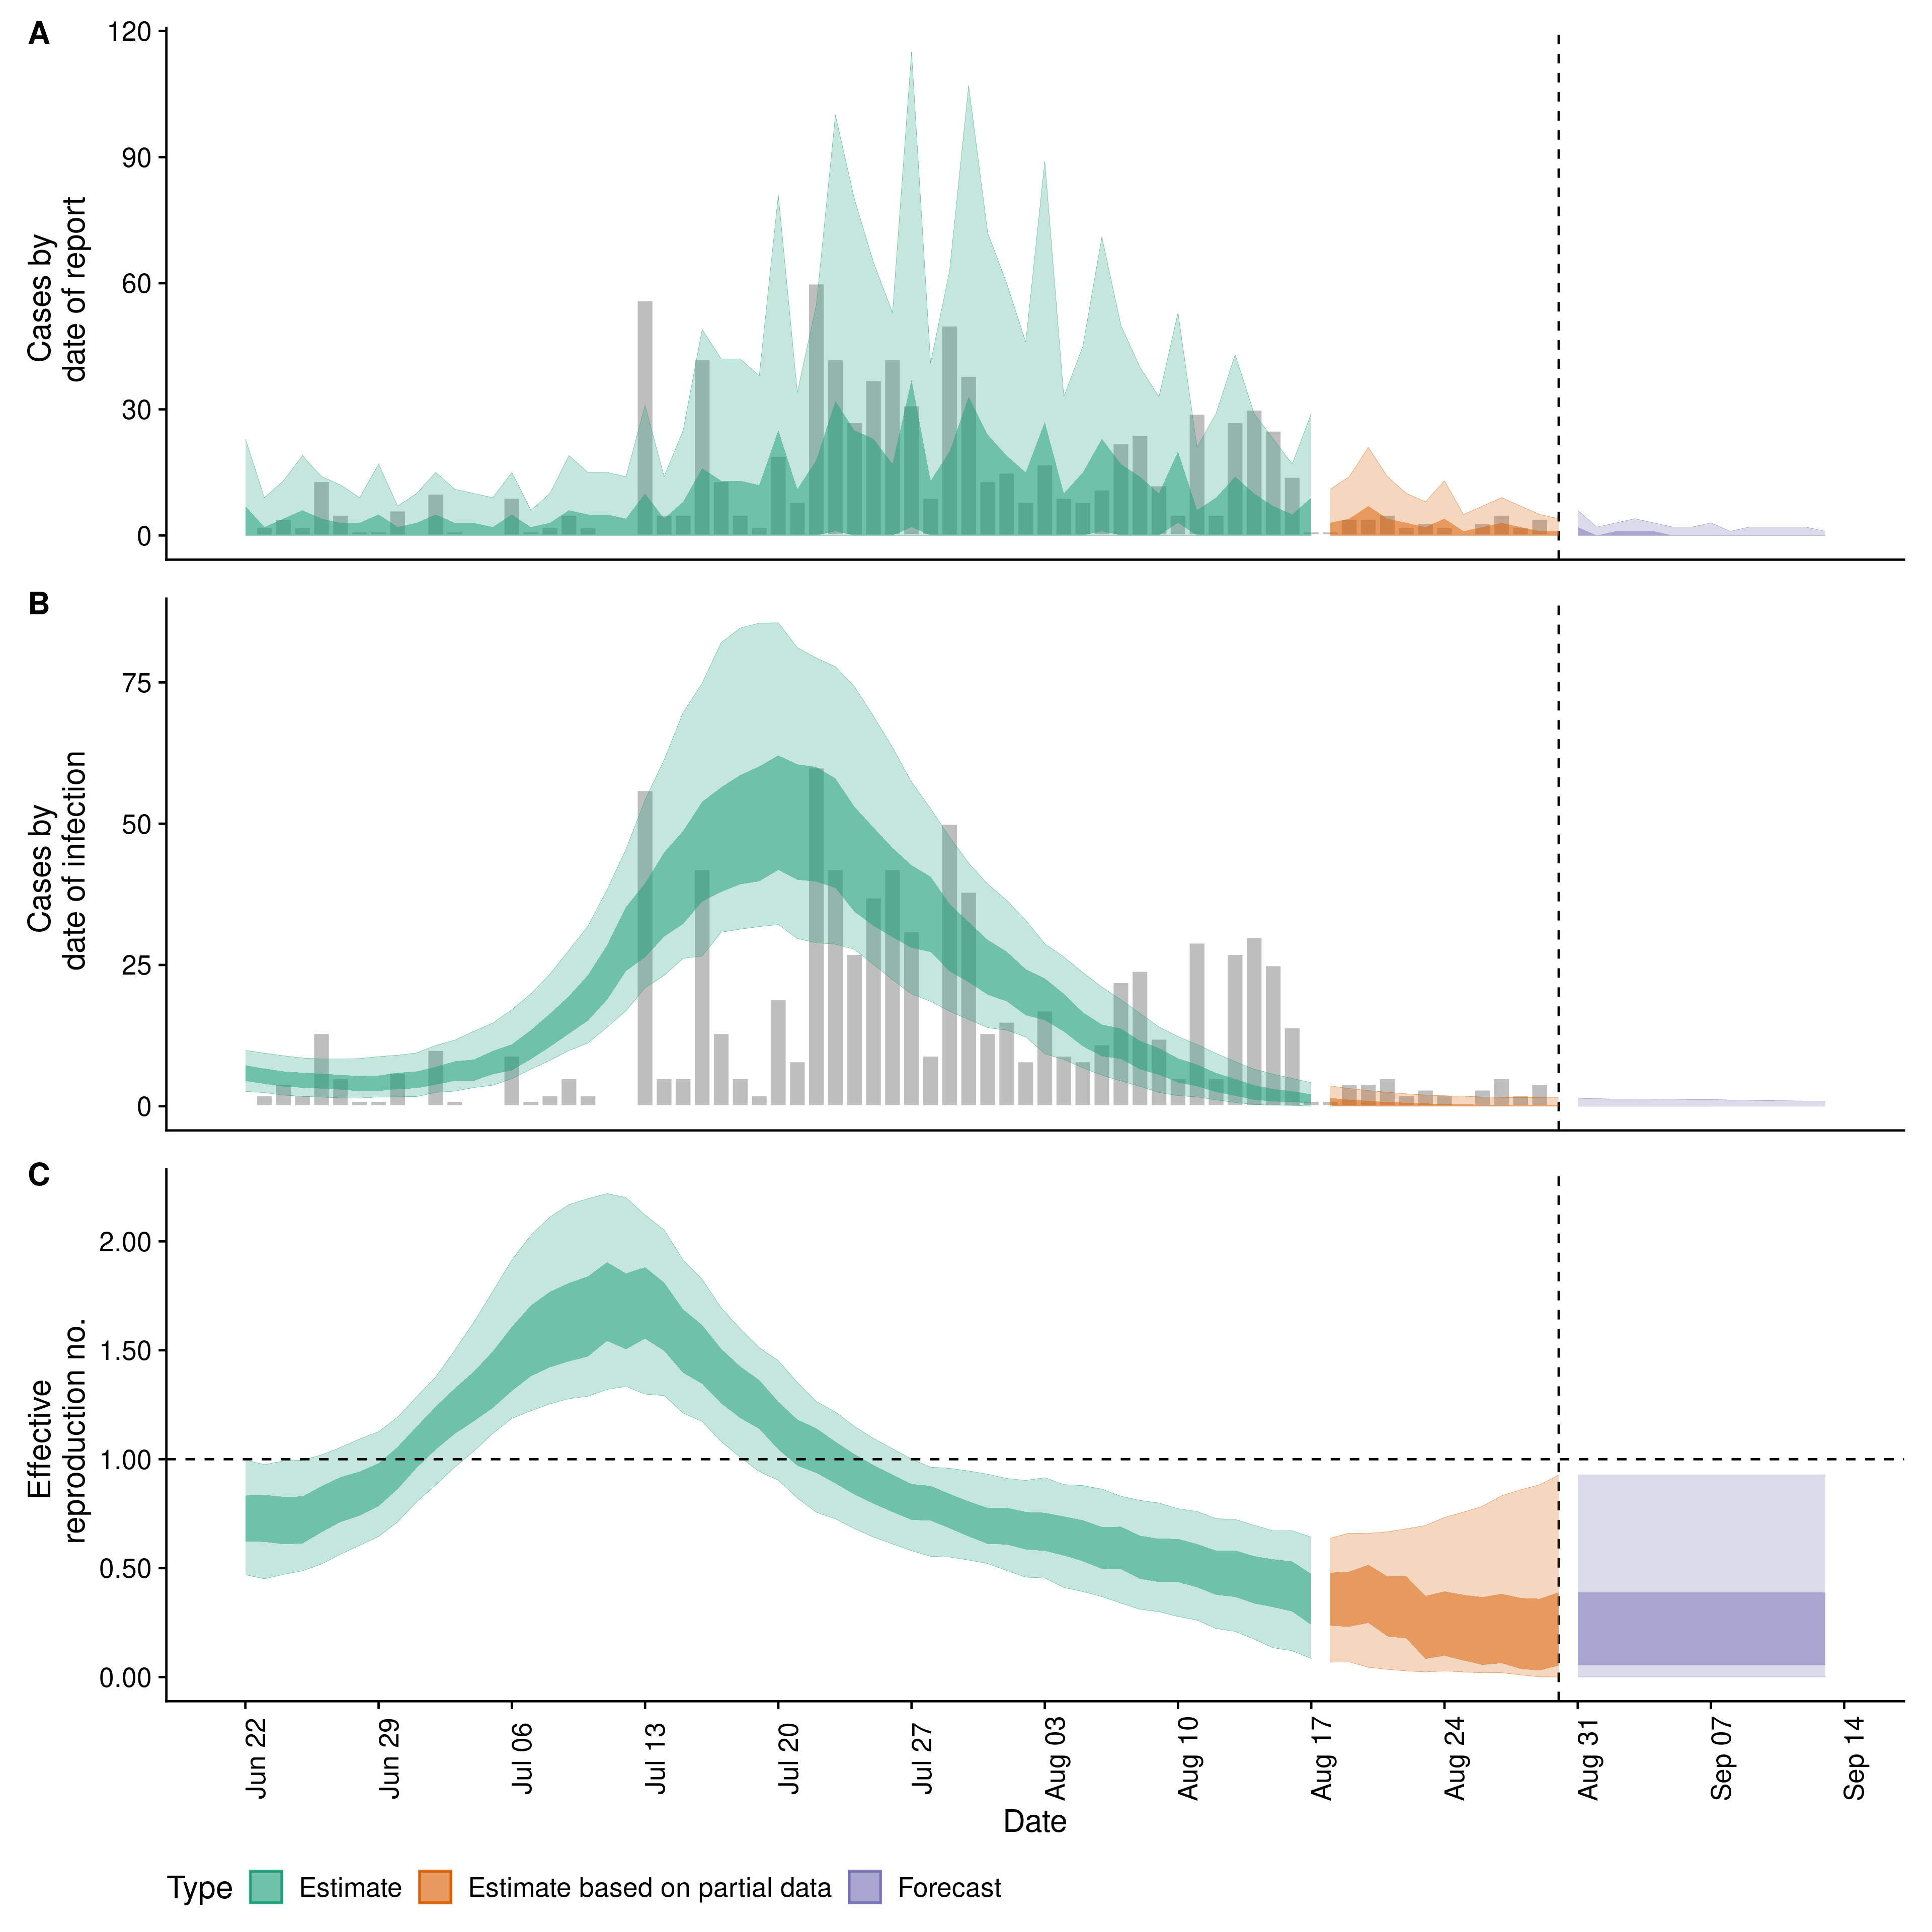 A
120
90
60
30
0
Cases by
date of report
B
75
50
25
0
Cases by
date of infection
C
2.00
1.50
1.00
0.50
0.00
Effective
reproduction no.
Jun 22
Jun 29
Jul 06
Jul 13
Jul 20
Jul 27
Aug 03
Aug 10
Aug 17
Aug 24
Aug 31
Sep 07
Sep 14
Date
Type Estimate Estimate based on partial data Forecast